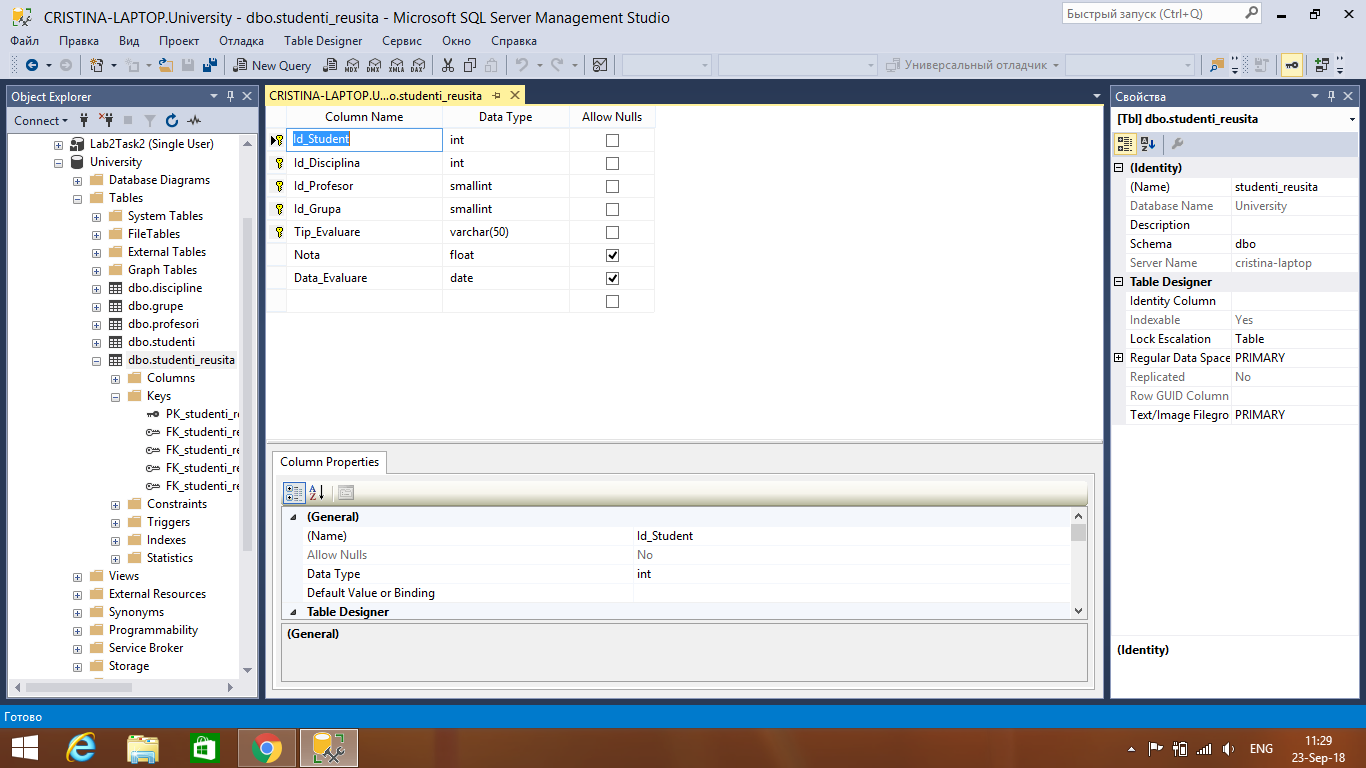 CRISTINA-LAPTOP.University - dbo.studenti_reusita - Microsoft SQL Server Management Studio
Быстрый запуск (Ctrl+Q)
Файл Правка Вид Проект Отладка Table Designer Сервис Окно Справка
New Query MDX DMX XMLA DAX Универсальный отладчик
Object Explorer
Connect
Lab2Task2 (Single User)
University
Database Diagrams
Tables
System Tables
FileTables
External Tables
Graph Tables
dbo.discipline
dbo.grupe
dbo.profesori
dbo.studenti
dbo.studenti_reusita
Columns
Keys
PK_studenti_re
FK_studenti_re
FK_studenti_re
FK_studenti_re
FK_studenti_re
Constraints
Triggers
Indexes
Statistics
Views
External Resources
Synonyms
Programmability
Service Broker
Storage
CRISTINA-LAPTOP.U...o.studenti_reusita
Column Name Data Type Allow Nulls
Id_Student int
Id_Disciplina int
Id_Profesor smallint
Id_Grupa smallint
Tip_Evaluare varchar(50)
Nota float
Data_Evaluare date
Column Properties
(General)
(Name) Id_Student
Allow Nulls No
Data Type int
Default Value or Binding
Table Designer
(General)
Свойства
[Tbl] dbo.studenti_reusita
(Identity)
(Name) studenti_reusita
Database Name University
Description
Schema dbo
Server Name cristina-laptop
Table Designer
Identity Column
Indexable Yes
Lock Escalation Table
Regular Data Space PRIMARY
Replicated No
Row GUID Column
Text/Image Filegro PRIMARY
(Identity)
Готово
ENG
11:29
23-Sep-18